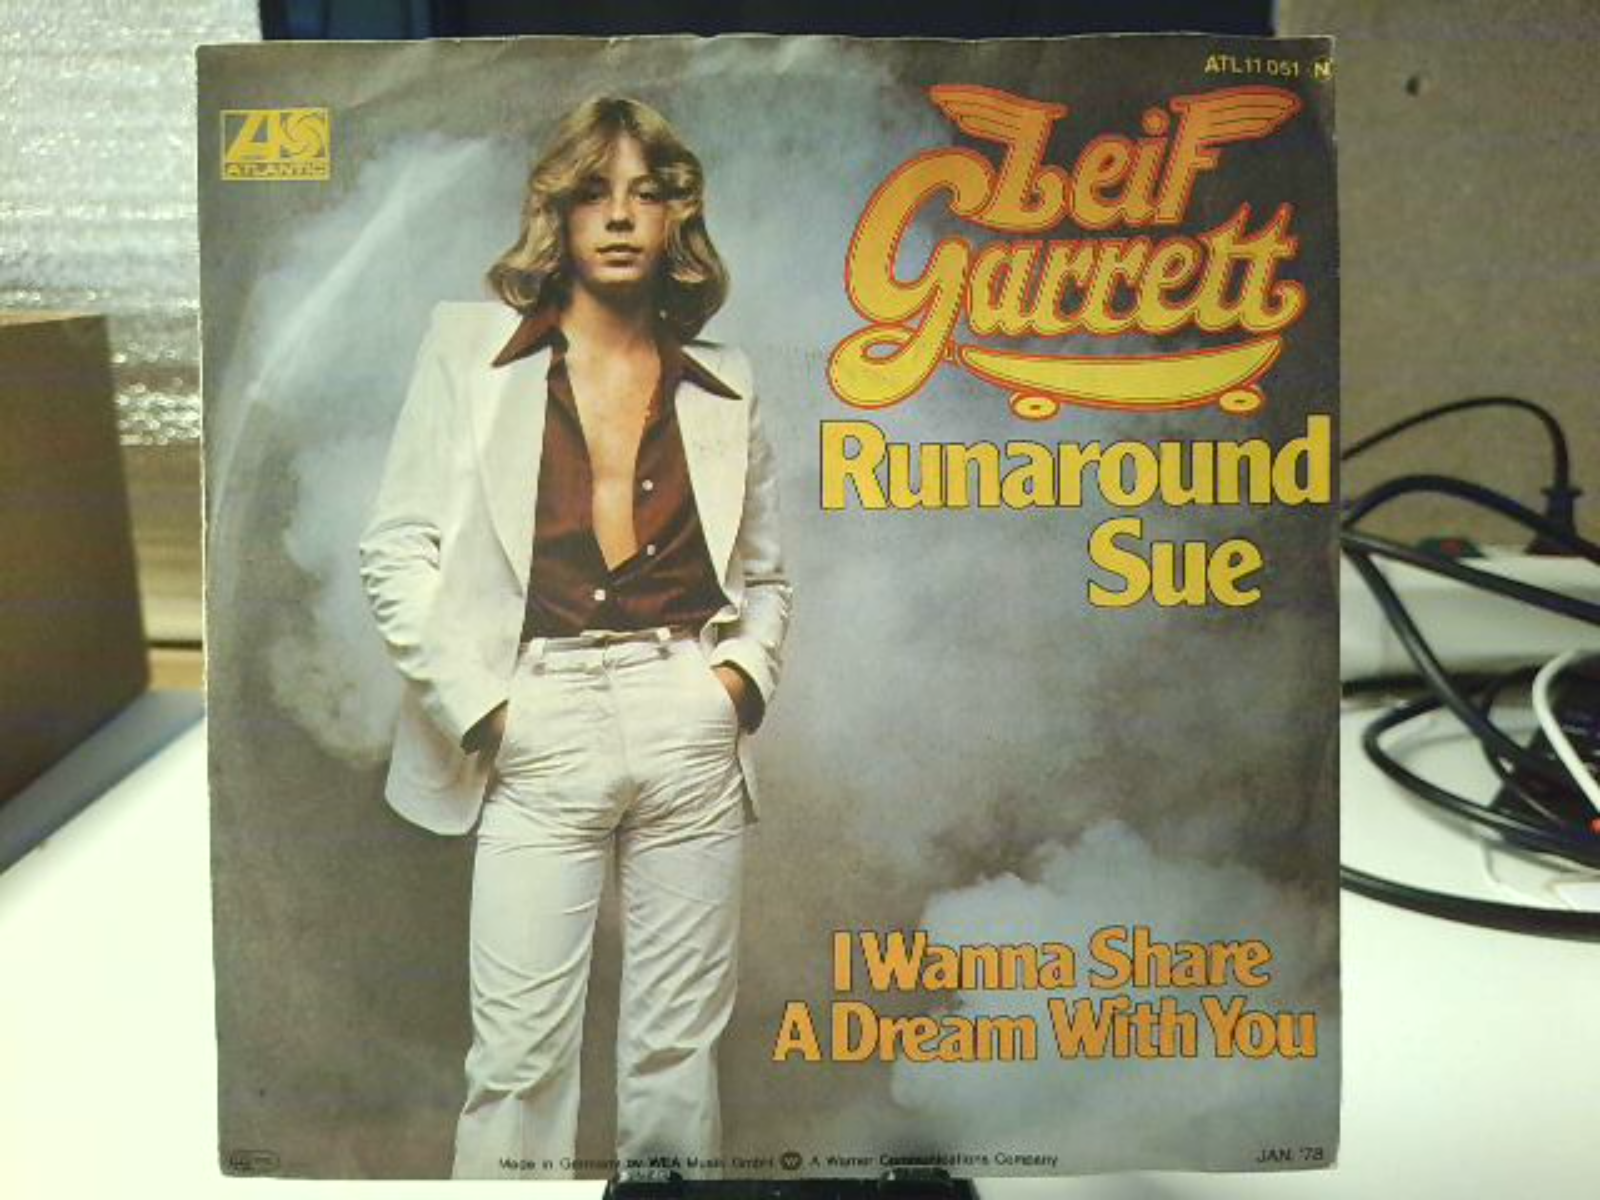 ATL 11 051 N
ATLANTIC
Leif
Garrett
Runaround
Sue
I Wanna Share
A Dream With You
Made in Germany by WEA Music GmbH W A Warner Communications Company
JAN. '78